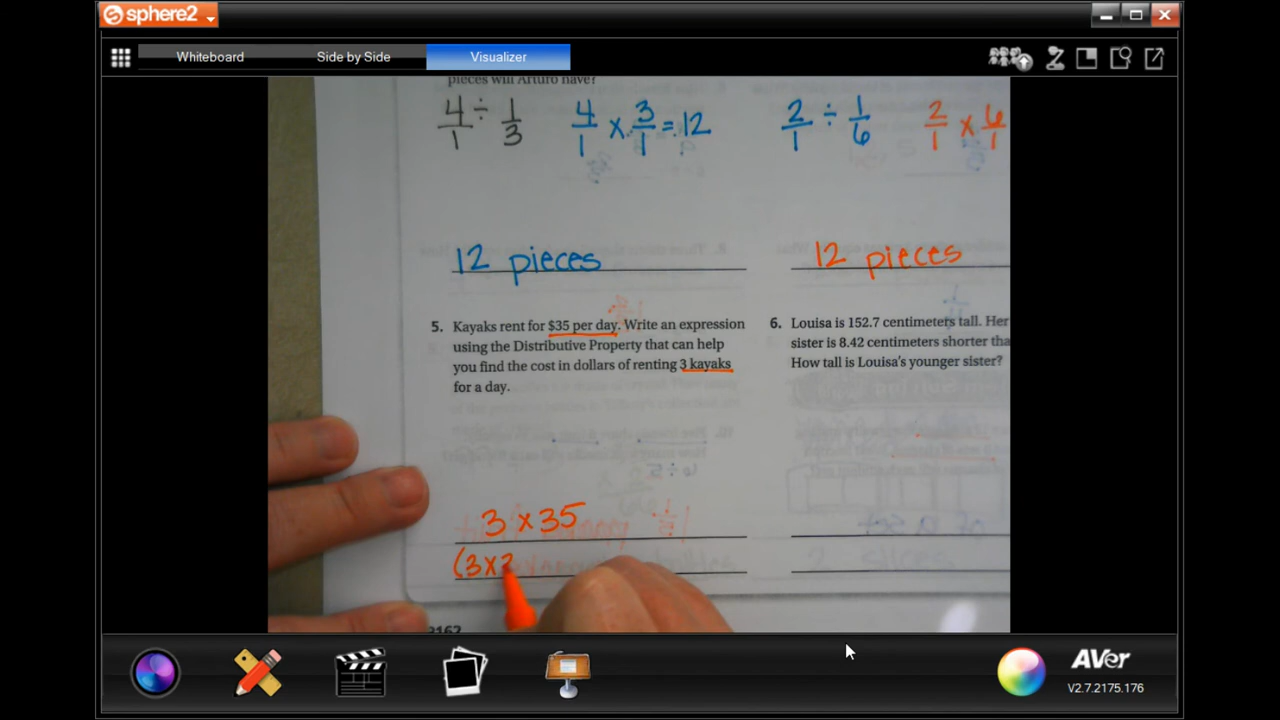 sphere2
Whiteboard Side by Side Visualizer
pieces will Arturo have?
4/1 ÷ 1/3 4/1 x 3/1 = 12 2/1 ÷ 1/6 2/1 x 6/1
12 pieces 12 pieces
5. Kayaks rent for $35 per day. Write an expression
using the Distributive Property that can help
you find the cost in dollars of renting 3 kayaks
for a day.
6. Louisa is 152.7 centimeters tall. Her
sister is 8.42 centimeters shorter tha
How tall is Louisa's younger sister?
3 x 35
(3x3
AVer
V2.7.2175.176